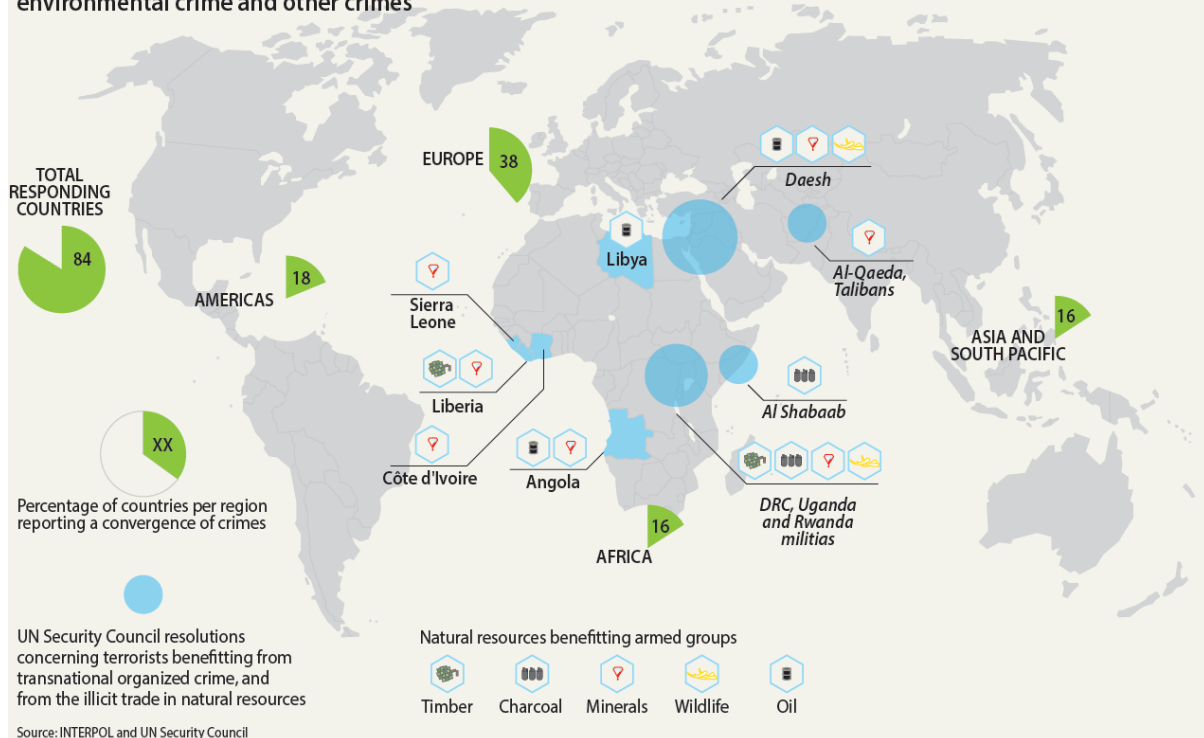 environmental crime and other crimes
TOTAL
RESPONDING
COUNTRIES
84
EUROPE
38
AMERICAS
18
Daesh
Libya
Al-Qaeda,
Talibans
Sierra
Leone
ASIA AND
SOUTH PACIFIC
16
Liberia
Al Shabaab
Côte d'Ivoire
Angola
DRC, Uganda
and Rwanda
militias
AFRICA
16
XX
Percentage of countries per region
reporting a convergence of crimes
UN Security Council resolutions
concerning terrorists benefitting from
transnational organized crime, and
from the illicit trade in natural resources
Natural resources benefitting armed groups
Timber
Charcoal
Minerals
Wildlife
Oil
Source: INTERPOL and UN Security Council